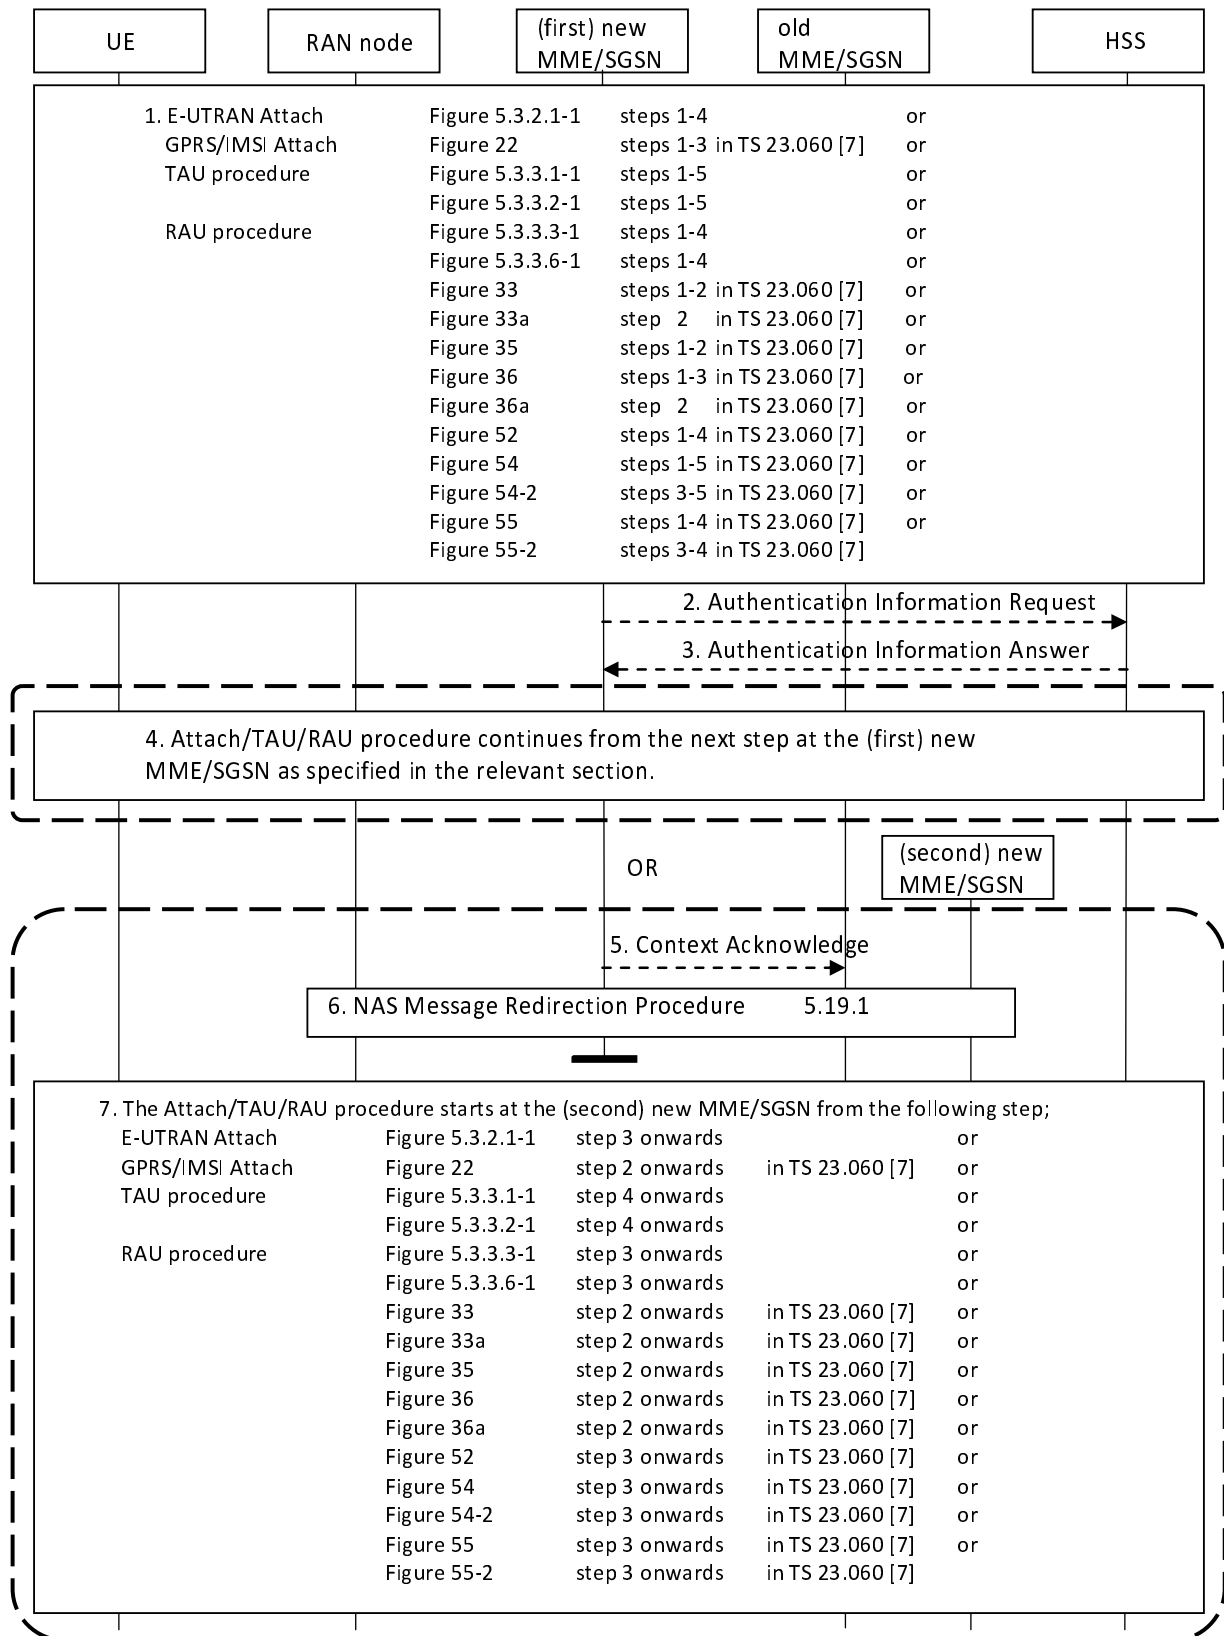 UE
RAN node
(first) new
MME/SGSN
old
MME/SGSN
HSS
1. E-UTRAN Attach Figure 5.3.2.1-1 steps 1-4 or
GPRS/IMSI Attach Figure 22 steps 1-3 in TS 23.060 [7] or
TAU procedure Figure 5.3.3.1-1 steps 1-5 or
Figure 5.3.3.2-1 steps 1-5 or
RAU procedure Figure 5.3.3.3-1 steps 1-4 or
Figure 5.3.3.6-1 steps 1-4 or
Figure 33 steps 1-2 in TS 23.060 [7] or
Figure 33a step 2 in TS 23.060 [7] or
Figure 35 steps 1-2 in TS 23.060 [7] or
Figure 36 steps 1-3 in TS 23.060 [7] or
Figure 36a step 2 in TS 23.060 [7] or
Figure 52 steps 1-4 in TS 23.060 [7] or
Figure 54 steps 1-5 in TS 23.060 [7] or
Figure 54-2 steps 3-5 in TS 23.060 [7] or
Figure 55 steps 1-4 in TS 23.060 [7] or
Figure 55-2 steps 3-4 in TS 23.060 [7]
2. Authentication Information Request
3. Authentication Information Answer
4. Attach/TAU/RAU procedure continues from the next step at the (first) new
MME/SGSN as specified in the relevant section.
OR
(second) new
MME/SGSN
5. Context Acknowledge
6. NAS Message Redirection Procedure 5.19.1
7. The Attach/TAU/RAU procedure starts at the (second) new MME/SGSN from the following step;
E-UTRAN Attach Figure 5.3.2.1-1 step 3 onwards or
GPRS/IMSI Attach Figure 22 step 2 onwards in TS 23.060 [7] or
TAU procedure Figure 5.3.3.1-1 step 4 onwards or
Figure 5.3.3.2-1 step 4 onwards or
RAU procedure Figure 5.3.3.3-1 step 3 onwards or
Figure 5.3.3.6-1 step 3 onwards or
Figure 33 step 2 onwards in TS 23.060 [7] or
Figure 33a step 2 onwards in TS 23.060 [7] or
Figure 35 step 2 onwards in TS 23.060 [7] or
Figure 36 step 2 onwards in TS 23.060 [7] or
Figure 36a step 2 onwards in TS 23.060 [7] or
Figure 52 step 3 onwards in TS 23.060 [7] or
Figure 54 step 3 onwards in TS 23.060 [7] or
Figure 54-2 step 3 onwards in TS 23.060 [7] or
Figure 55 step 3 onwards in TS 23.060 [7] or
Figure 55-2 step 3 onwards in TS 23.060 [7]